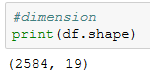 #dimension
print(df.shape)
(2584, 19)